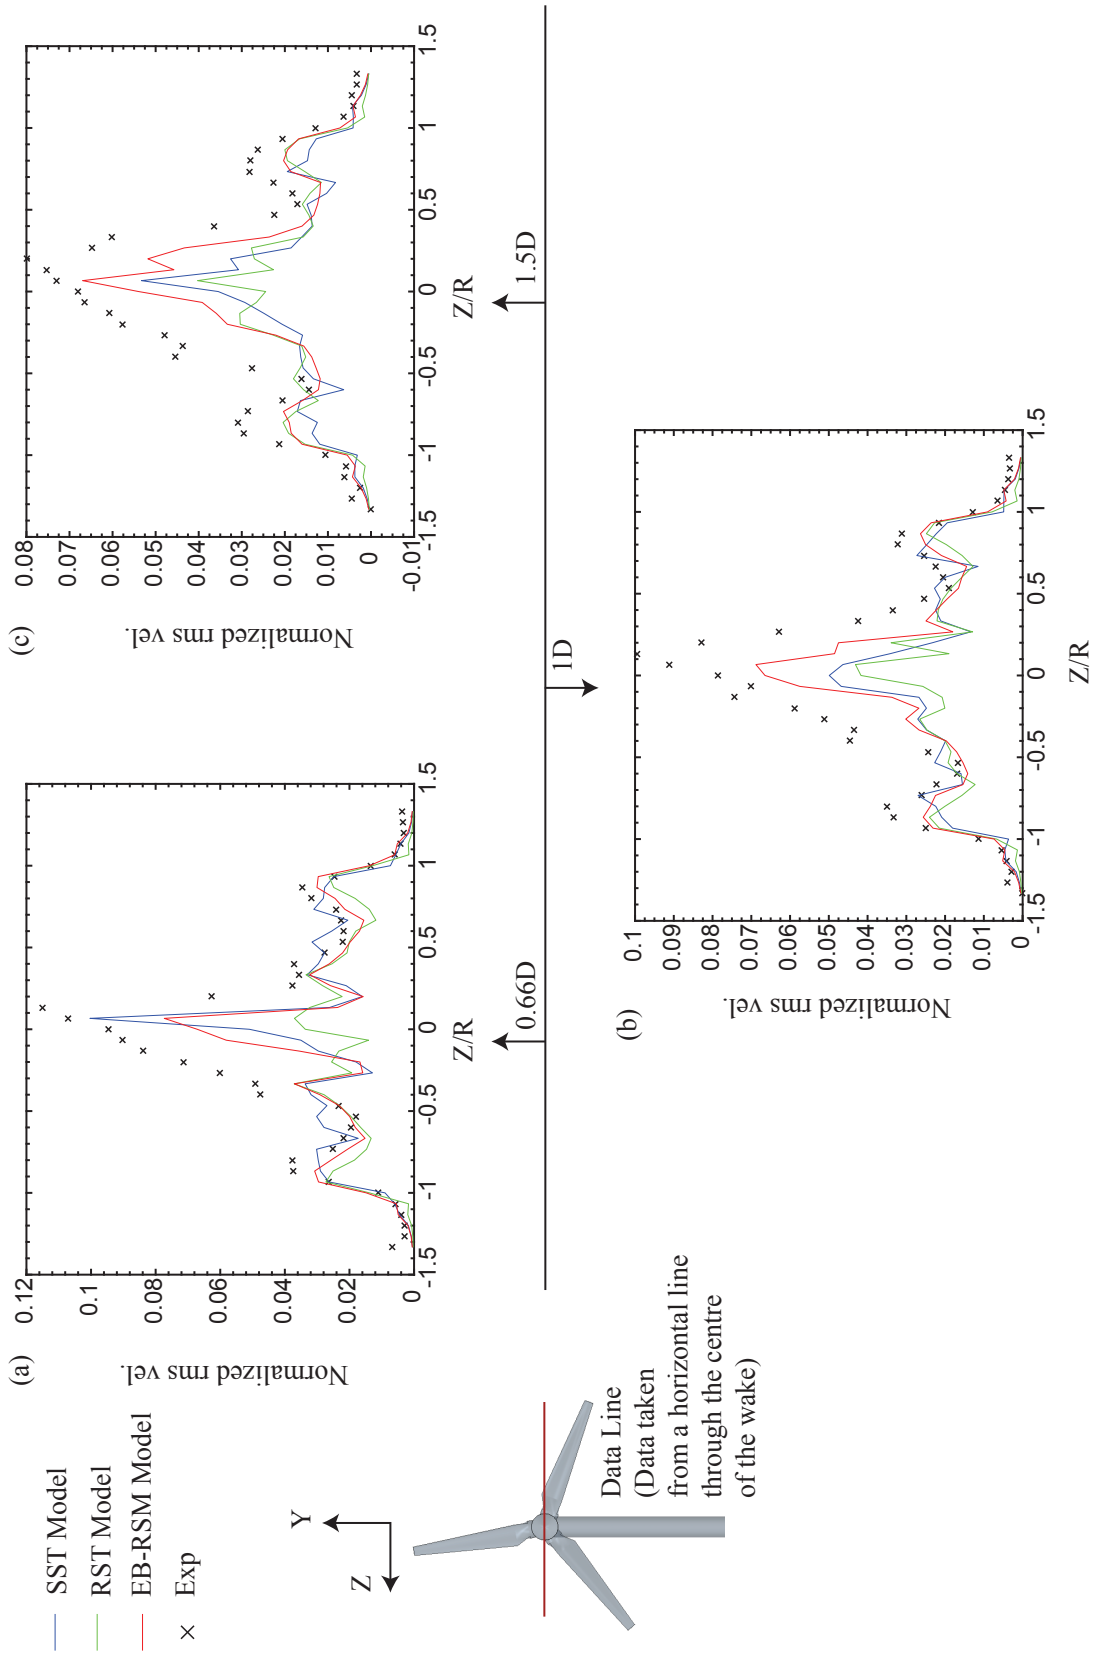 SST Model
RST Model
EB-RSM Model
Exp
Y
Z
Data Line
(Data taken
from a horizontal line
through the centre
of the wake)
(a)
Normalized rms vel.
0.12
0.1
0.08
0.06
0.04
0.02
0
-1.5
-1
-0.5
0
0.5
1
1.5
Z/R
0.66D
1D
1.5D
(c)
Normalized rms vel.
0.08
0.07
0.06
0.05
0.04
0.03
0.02
0.01
0
-0.01
-1.5
-1
-0.5
0
0.5
1
1.5
Z/R
(b)
Normalized rms vel.
0.1
0.09
0.08
0.07
0.06
0.05
0.04
0.03
0.02
0.01
0
-1.5
-1
-0.5
0
0.5
1
1.5
Z/R